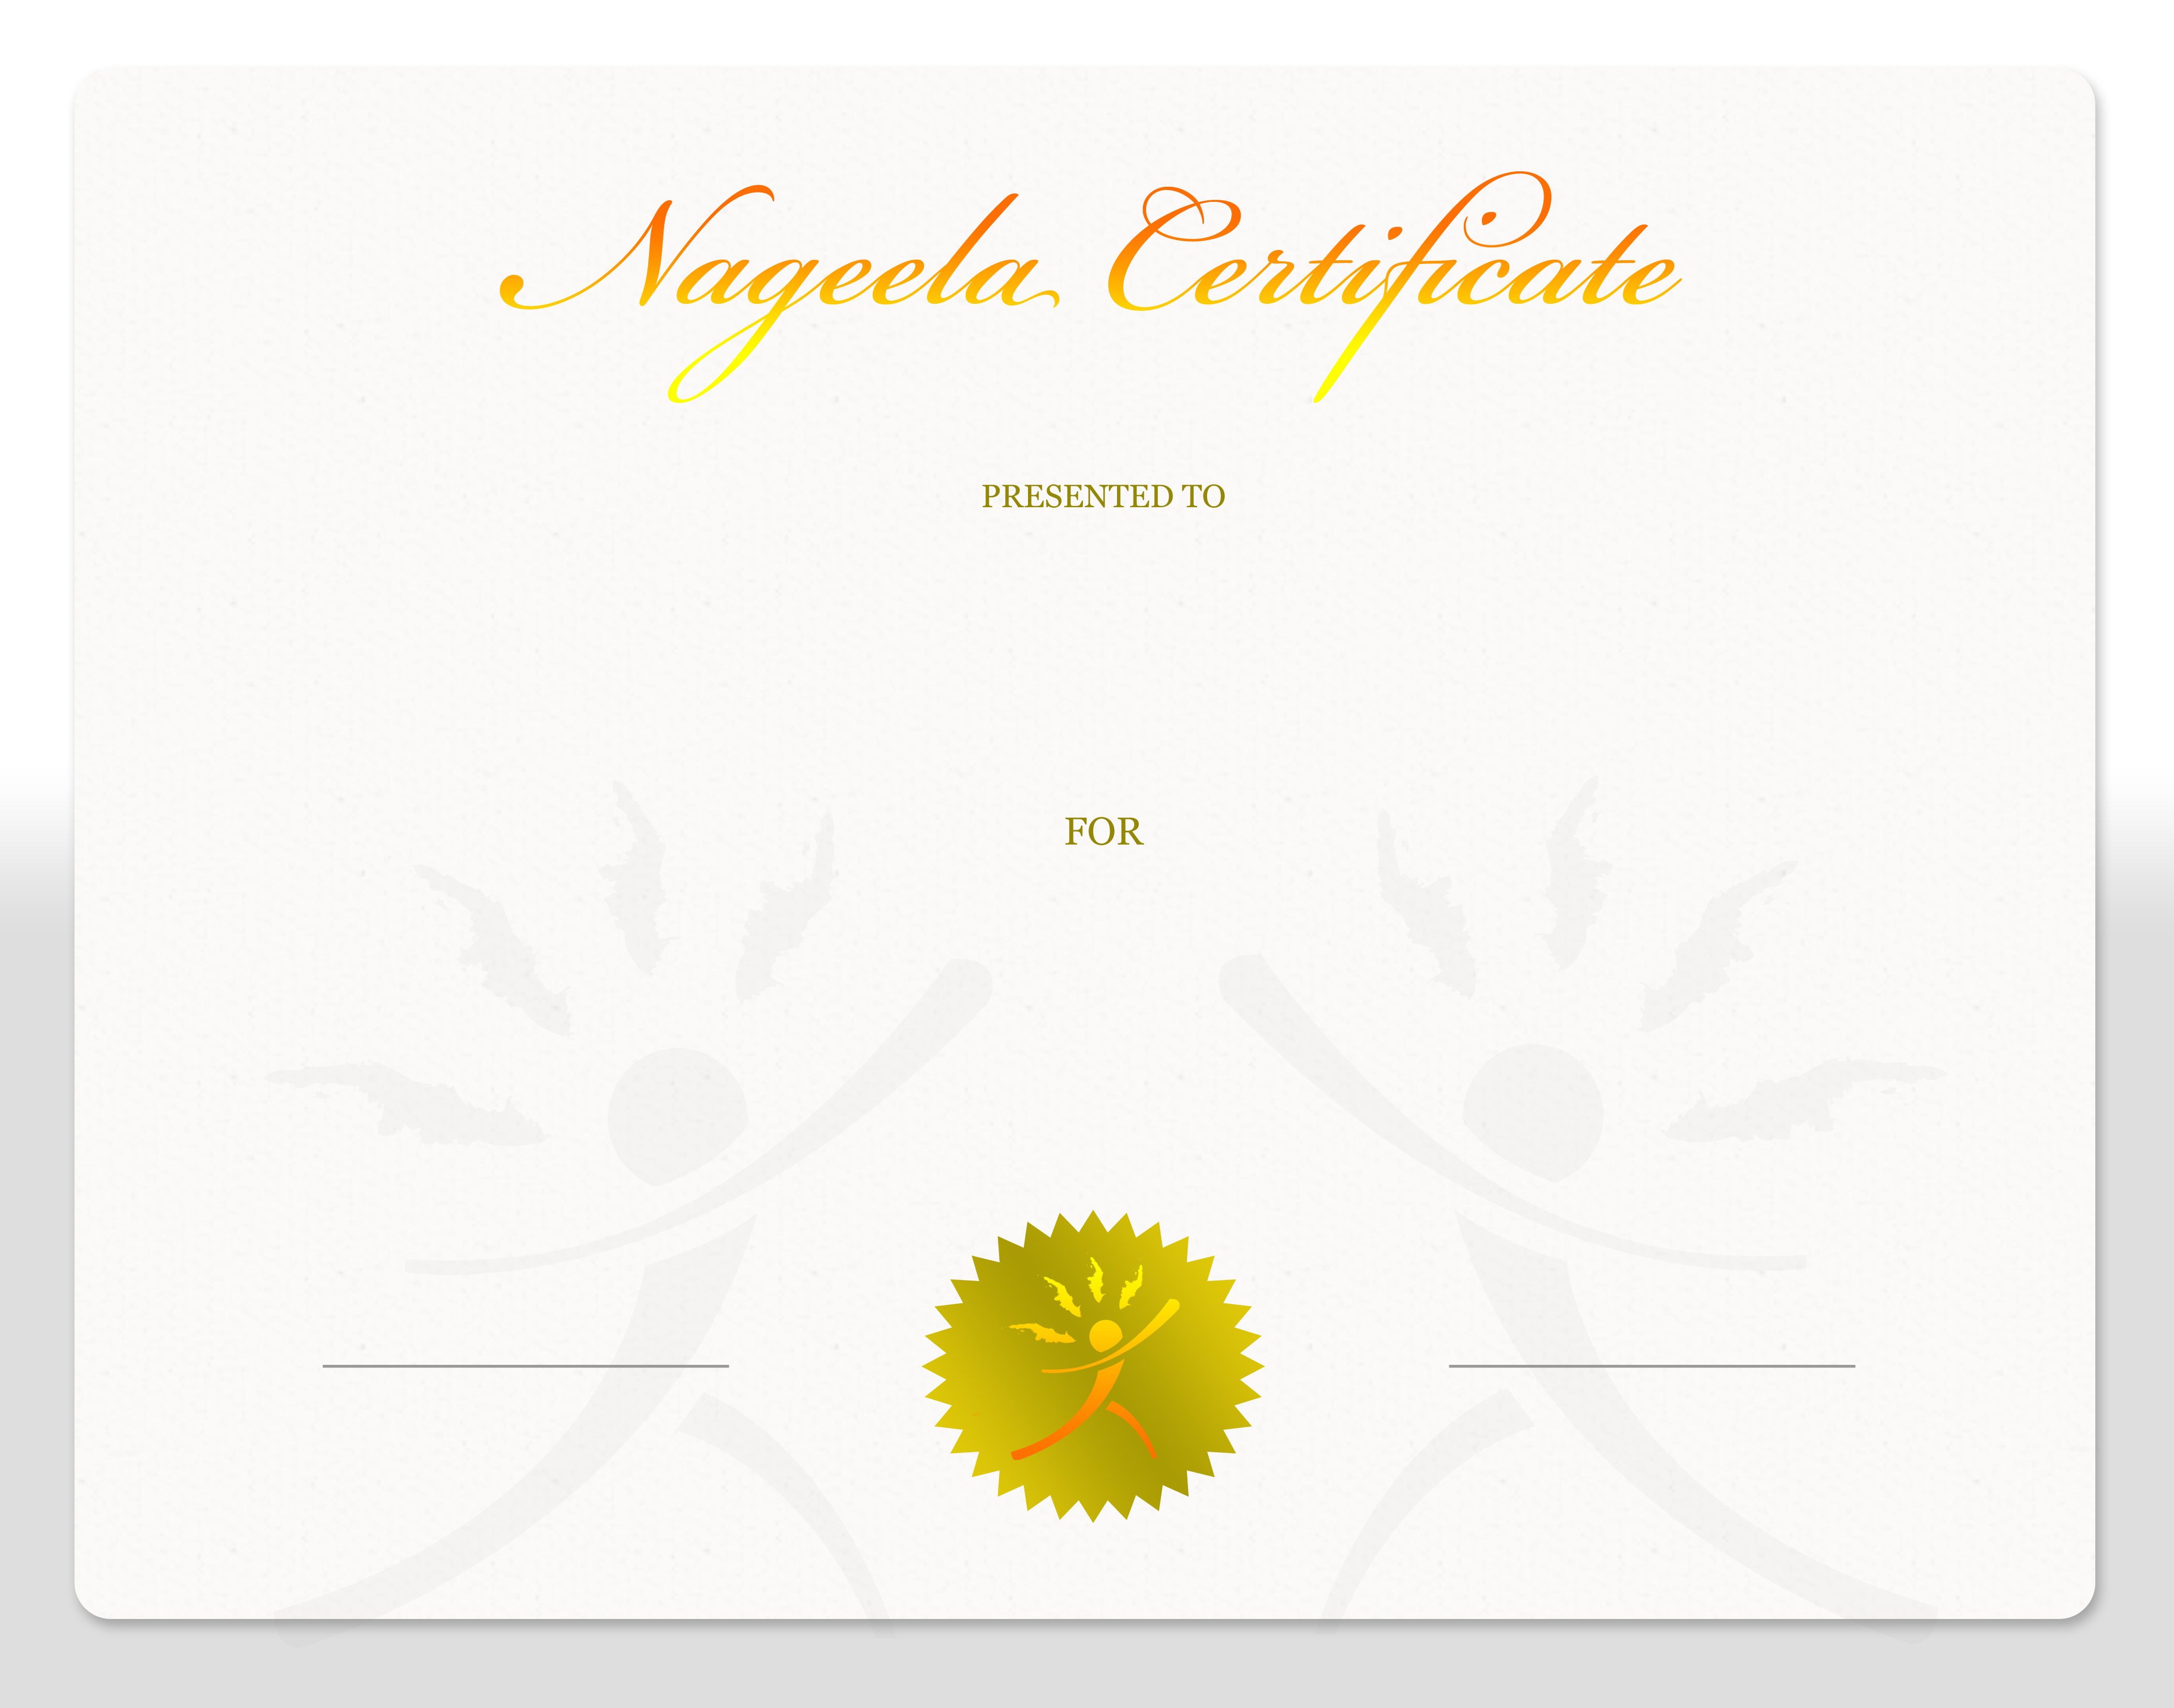 Nageela Certificate
PRESENTED TO
FOR